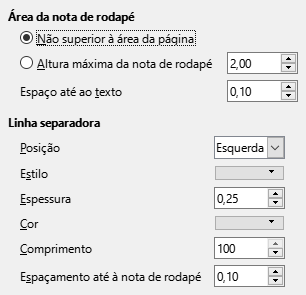 Área da nota de rodapé
Não superior à área da página
Altura máxima da nota de rodapé 2,00
Espaço até ao texto 0,10
Linha separadora
Posição Esquerda
Estilo
Espessura 0,25
Cor
Comprimento 100
Espaçamento até à nota de rodapé 0,10